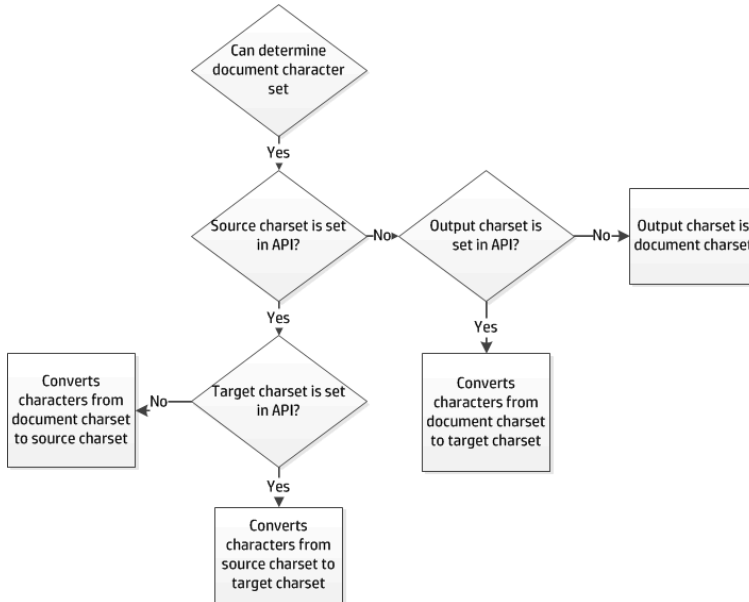 Can determine
document character
set
Yes
Source charset is set
in API?
No
Output charset is
set in API?
No
Output charset is
document charset
Yes
Yes
Target charset is set
in API?
No
Converts
characters from
document charset
to source charset
Converts
characters from
document charset
to target charset
Yes
Converts
characters from
source charset to
target charset